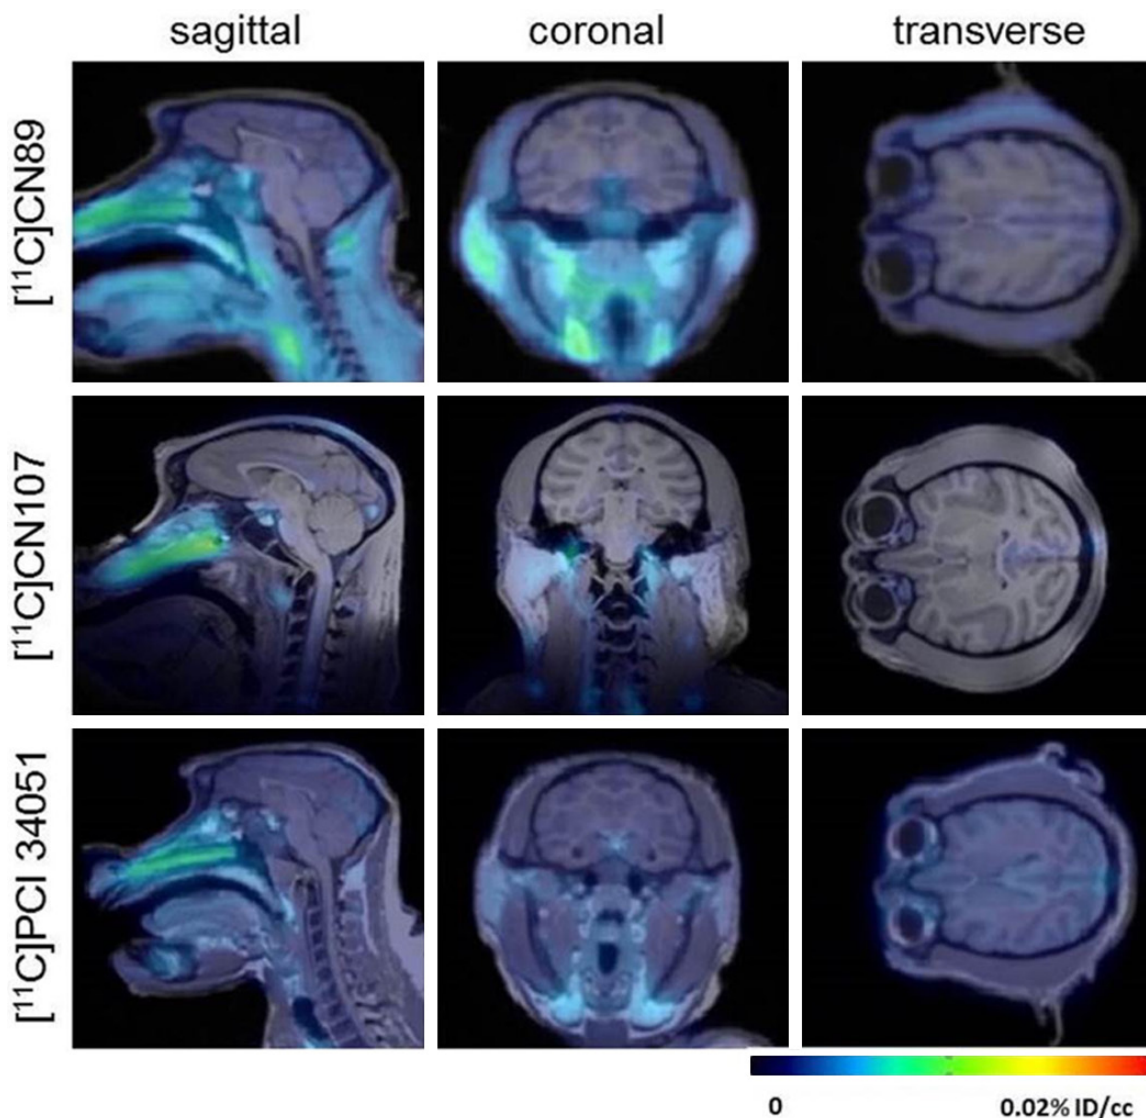 sagittal coronal transverse
[¹¹C]CN89
[¹¹C]CN107
[¹¹C]PCI 34051
0 0.02% ID/cc